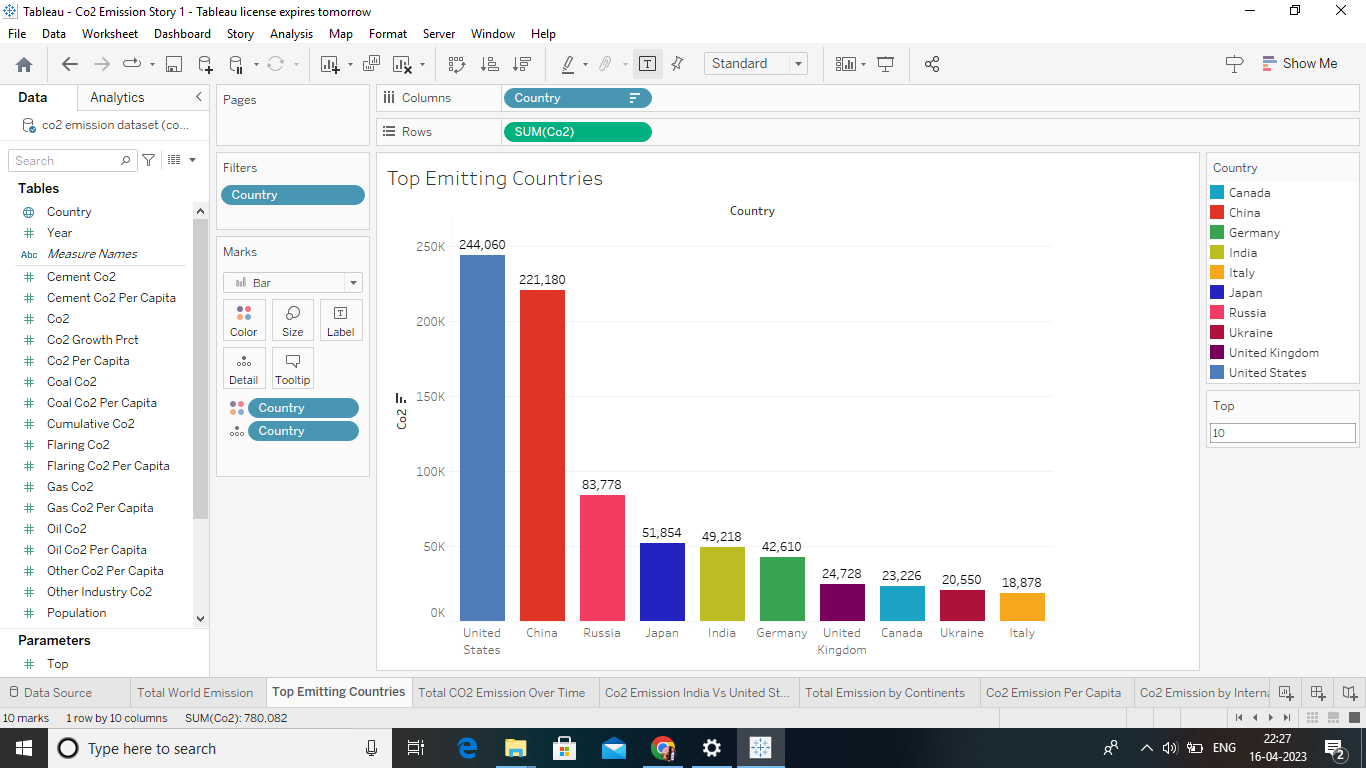 Tableau - Co2 Emission Story 1 - Tableau license expires tomorrow
File Data Worksheet Dashboard Story Analysis Map Format Server Window Help
Standard
Show Me
Data Analytics
co2 emission dataset (co...
Search
Tables
Country
Year
Abc Measure Names
Cement Co2
Cement Co2 Per Capita
Co2
Co2 Growth Prct
Co2 Per Capita
Coal Co2
Coal Co2 Per Capita
Cumulative Co2
Flaring Co2
Flaring Co2 Per Capita
Gas Co2
Gas Co2 Per Capita
Oil Co2
Oil Co2 Per Capita
Other Co2 Per Capita
Other Industry Co2
Population
Parameters
Top
Pages
Filters
Country
Marks
Bar
Color Size Label
Detail Tooltip
Country
Country
Columns Country
Rows SUM(Co2)
Top Emitting Countries
Country
250K
200K
150K
100K
50K
0K
Co2
244,060
221,180
83,778
51,854
49,218
42,610
24,728
23,226
20,550
18,878
United States
China
Russia
Japan
India
Germany
United Kingdom
Canada
Ukraine
Italy
Country
Canada
China
Germany
India
Italy
Japan
Russia
Ukraine
United Kingdom
United States
Top
10
Data Source Total World Emission Top Emitting Countries Total CO2 Emission Over Time Co2 Emission India Vs United St... Total Emission by Continents Co2 Emission Per Capita Co2 Emission by Interna
10 marks 1 row by 10 columns SUM(Co2): 780,082
Type here to search
ENG
22:27
16-04-2023
2